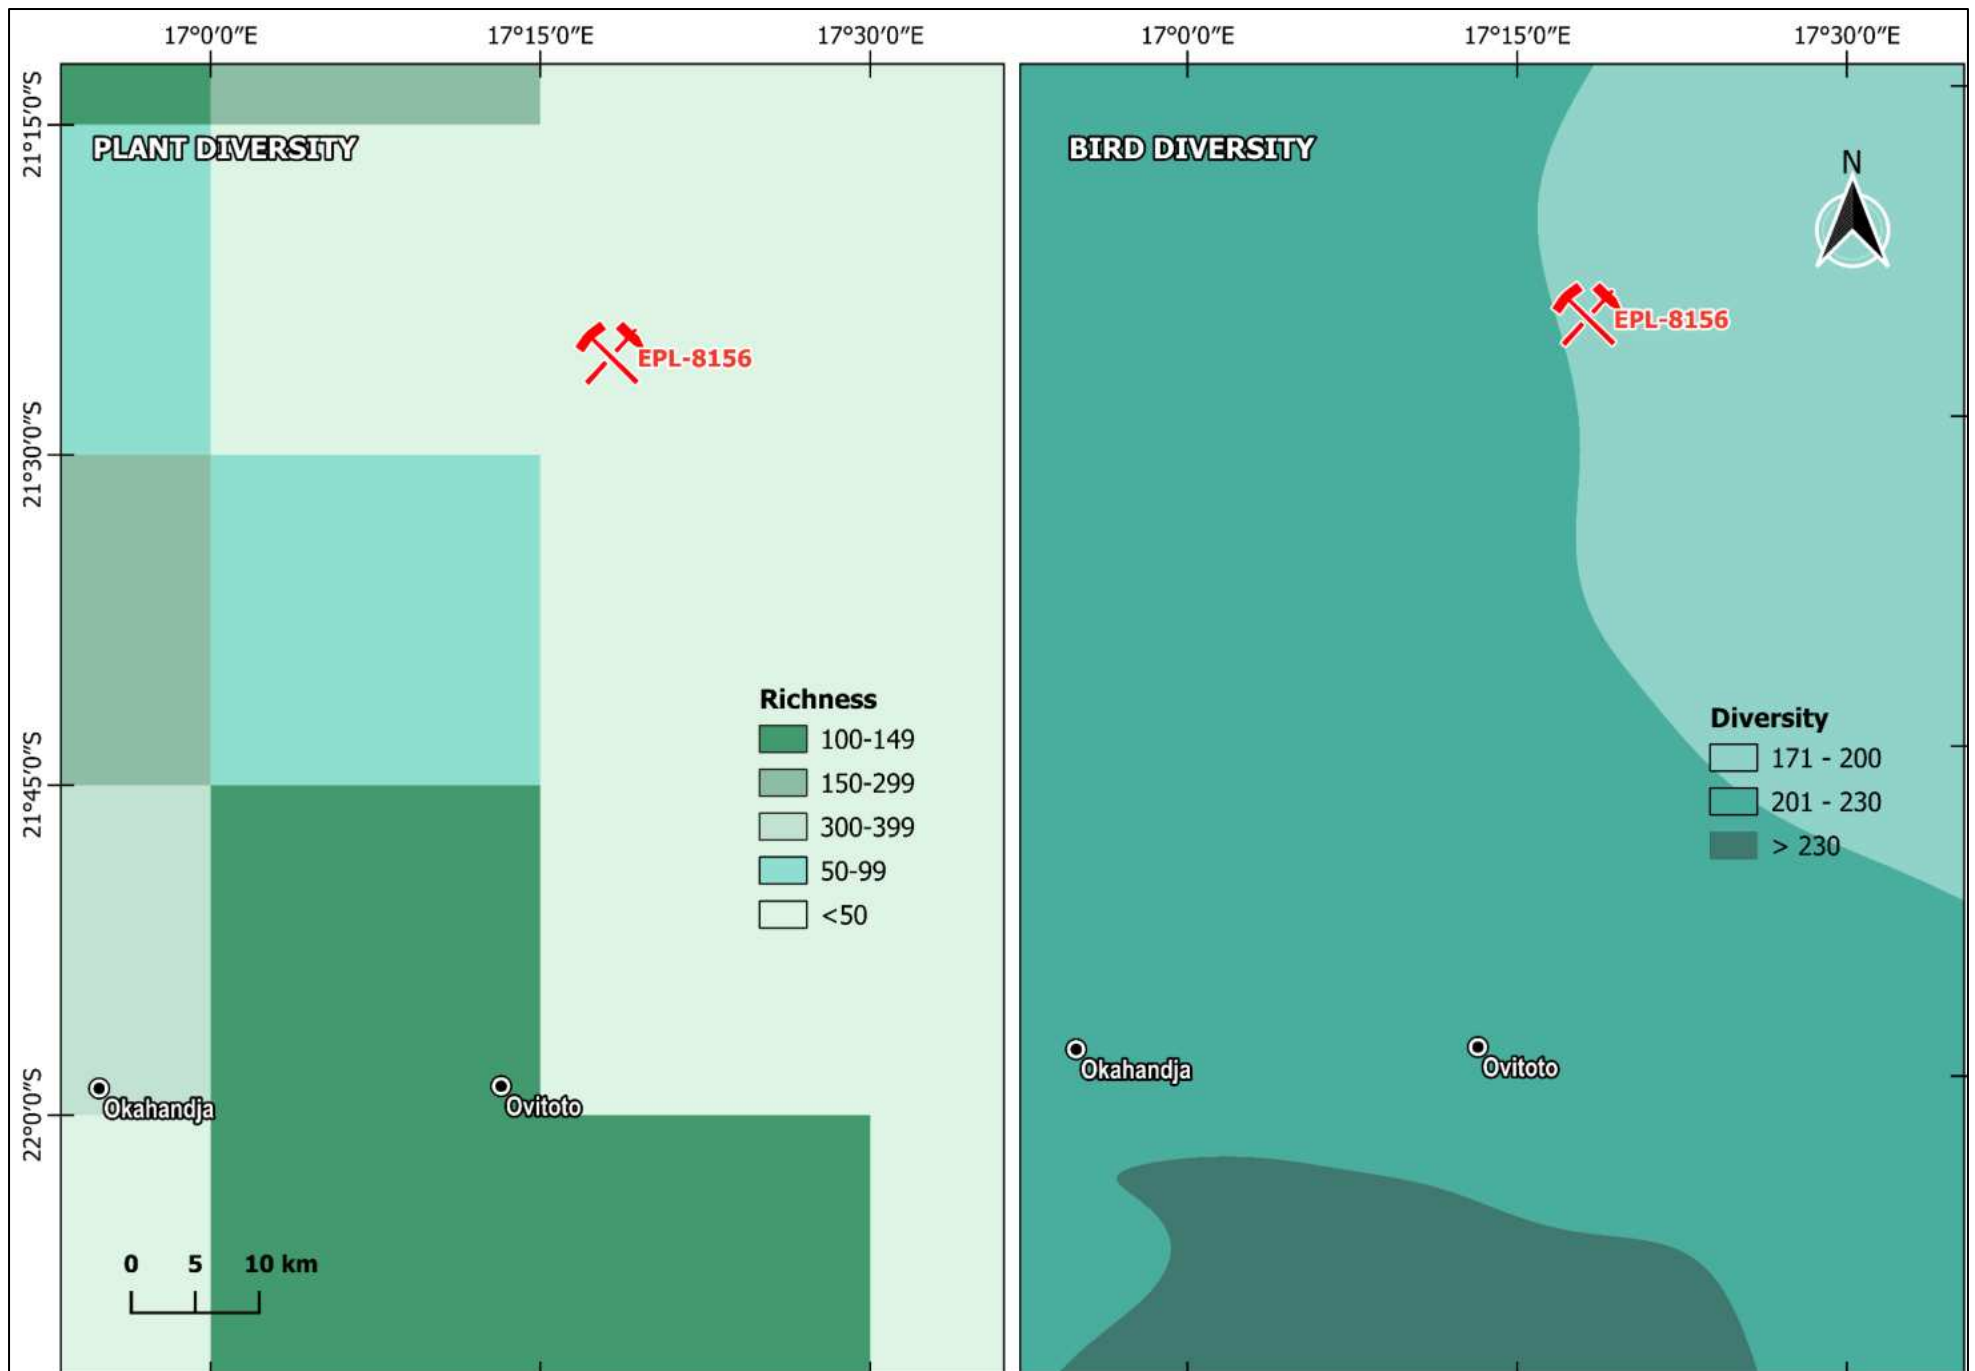 17°0′0″E 17°15′0″E 17°30′0″E
17°0′0″E 17°15′0″E 17°30′0″E
21°15′0″S
21°30′0″S
21°45′0″S
22°0′0″S
PLANT DIVERSITY
EPL-8156
Richness
100-149
150-299
300-399
50-99
<50
Okahandja
Ovitoto
0 5 10 km
BIRD DIVERSITY
N
EPL-8156
Diversity
171 - 200
201 - 230
> 230
Okahandja
Ovitoto